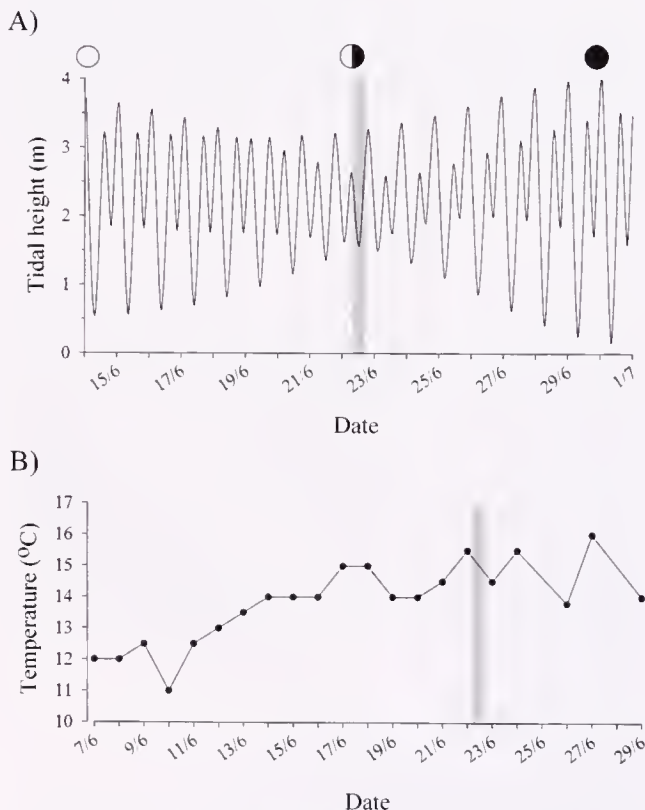 A)
4
3
2
1
0
Tidal height (m)
15/6 17/6 19/6 21/6 23/6 25/6 27/6 29/6 1/7
Date
B)
17
16
15
14
13
12
11
10
Temperature (°C)
7/6 9/6 11/6 13/6 15/6 17/6 19/6 21/6 23/6 25/6 27/6 29/6
Date